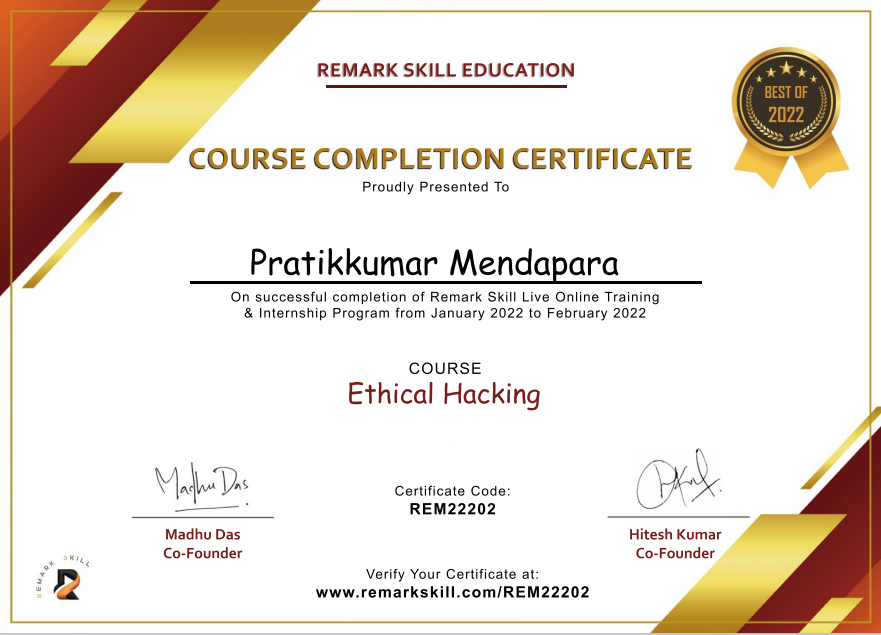 REMARK SKILL EDUCATION
BEST OF
2022
COURSE COMPLETION CERTIFICATE
Proudly Presented To
Pratikkumar Mendapara
On successful completion of Remark Skill Live Online Training
& Internship Program from January 2022 to February 2022
COURSE
Ethical Hacking
Madhu Das
Certificate Code:
REM22202
Madhu Das
Co-Founder
Hitesh Kumar
Co-Founder
REMARK SKILL
Verify Your Certificate at:
www.remarkskill.com/REM22202